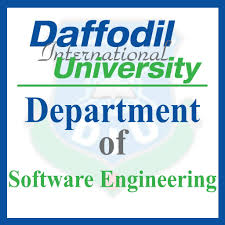 Daffodil
International
University
Department
of
Software Engineering